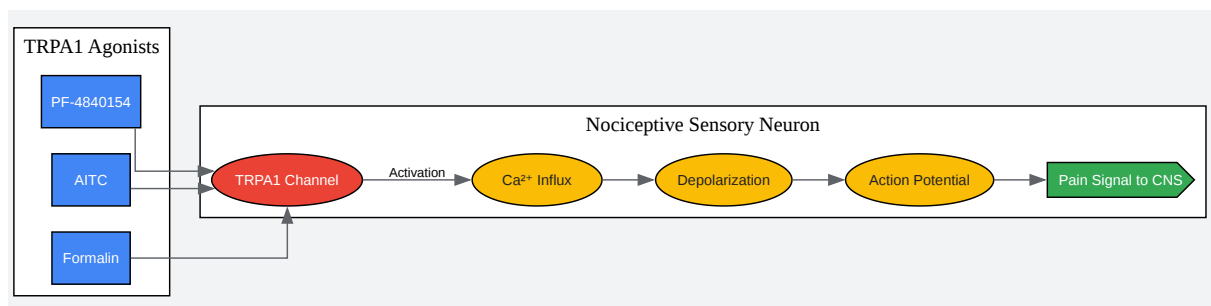 TRPA1 Agonists
PF-4840154
AITC
Formalin
Nociceptive Sensory Neuron
TRPA1 Channel
Activation
Ca²⁺ Influx
Depolarization
Action Potential
Pain Signal to CNS